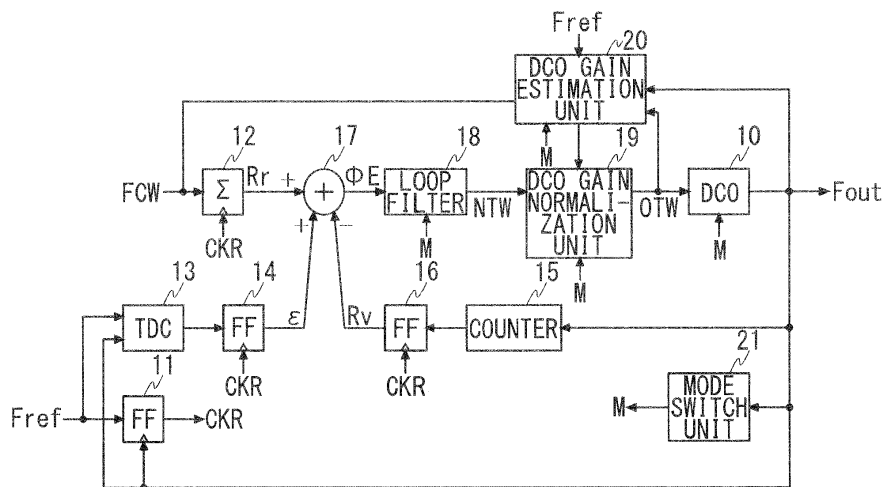 Fref
20
DCO GAIN
ESTIMATION
UNIT
12
17
18
M
19
10
FCW
Σ
Rr
+
+
ΦE
LOOP
FILTER
NTW
DCO GAIN
NORMALI-
ZATION
UNIT
OTW
DCO
Fout
CKR
+
−
M
M
M
13
14
16
15
TDC
FF
ε
Rv
FF
COUNTER
21
CKR
CKR
MODE
SWITCH
UNIT
M
11
Fref
FF
CKR